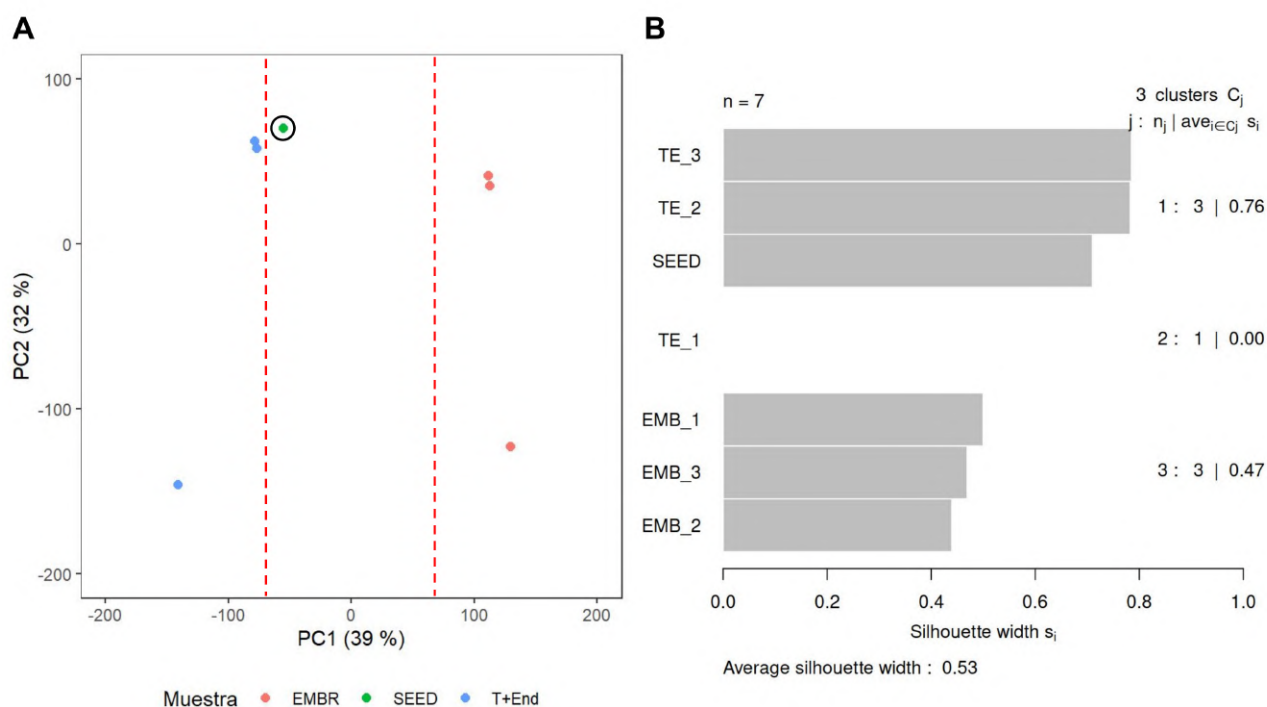 A
100
0
-100
-200
PC2 (32 %)
-200 -100 0 100 200
PC1 (39 %)
Muestra EMBR SEED T+End
B
n = 7
3 clusters Cj
j : nj | avei∈Cj si
TE_3
TE_2
1 : 3 | 0.76
SEED
TE_1
2 : 1 | 0.00
EMB_1
EMB_3
3 : 3 | 0.47
EMB_2
0.0 0.2 0.4 0.6 0.8 1.0
Silhouette width si
Average silhouette width : 0.53